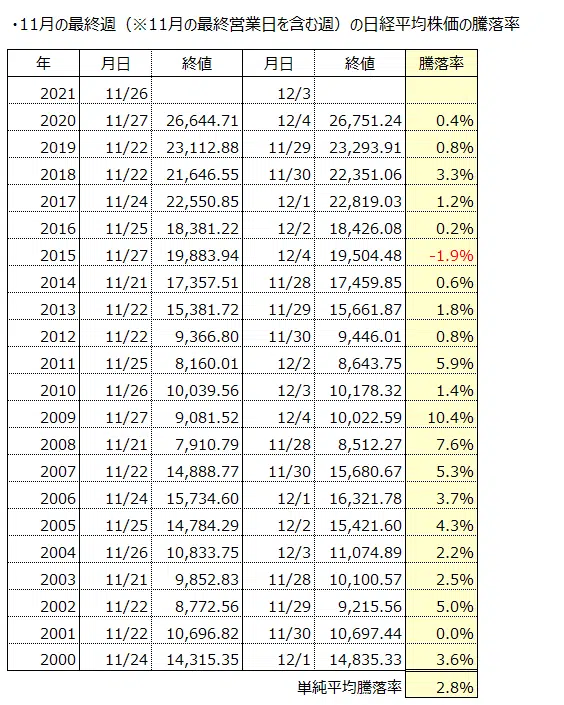 ・11月の最終週（※11月の最終営業日を含む週）の日経平均株価の騰落率
年 月日 終値 月日 終値 騰落率
2021 11/26 12/3
2020 11/27 26,644.71 12/4 26,751.24 0.4%
2019 11/22 23,112.88 11/29 23,293.91 0.8%
2018 11/22 21,646.55 11/30 22,351.06 3.3%
2017 11/24 22,550.85 12/1 22,819.03 1.2%
2016 11/25 18,381.22 12/2 18,426.08 0.2%
2015 11/27 19,883.94 12/4 19,504.48 -1.9%
2014 11/21 17,357.51 11/28 17,459.85 0.6%
2013 11/22 15,381.72 11/29 15,661.87 1.8%
2012 11/22 9,366.80 11/30 9,446.01 0.8%
2011 11/25 8,160.01 12/2 8,643.75 5.9%
2010 11/26 10,039.56 12/3 10,178.32 1.4%
2009 11/27 9,081.52 12/4 10,022.59 10.4%
2008 11/21 7,910.79 11/28 8,512.27 7.6%
2007 11/22 14,888.77 11/30 15,680.67 5.3%
2006 11/24 15,734.60 12/1 16,321.78 3.7%
2005 11/25 14,784.29 12/2 15,421.60 4.3%
2004 11/26 10,833.75 12/3 11,074.89 2.2%
2003 11/21 9,852.83 11/28 10,100.57 2.5%
2002 11/22 8,772.56 11/29 9,215.56 5.0%
2001 11/22 10,696.82 11/30 10,697.44 0.0%
2000 11/24 14,315.35 12/1 14,835.33 3.6%
単純平均騰落率 2.8%